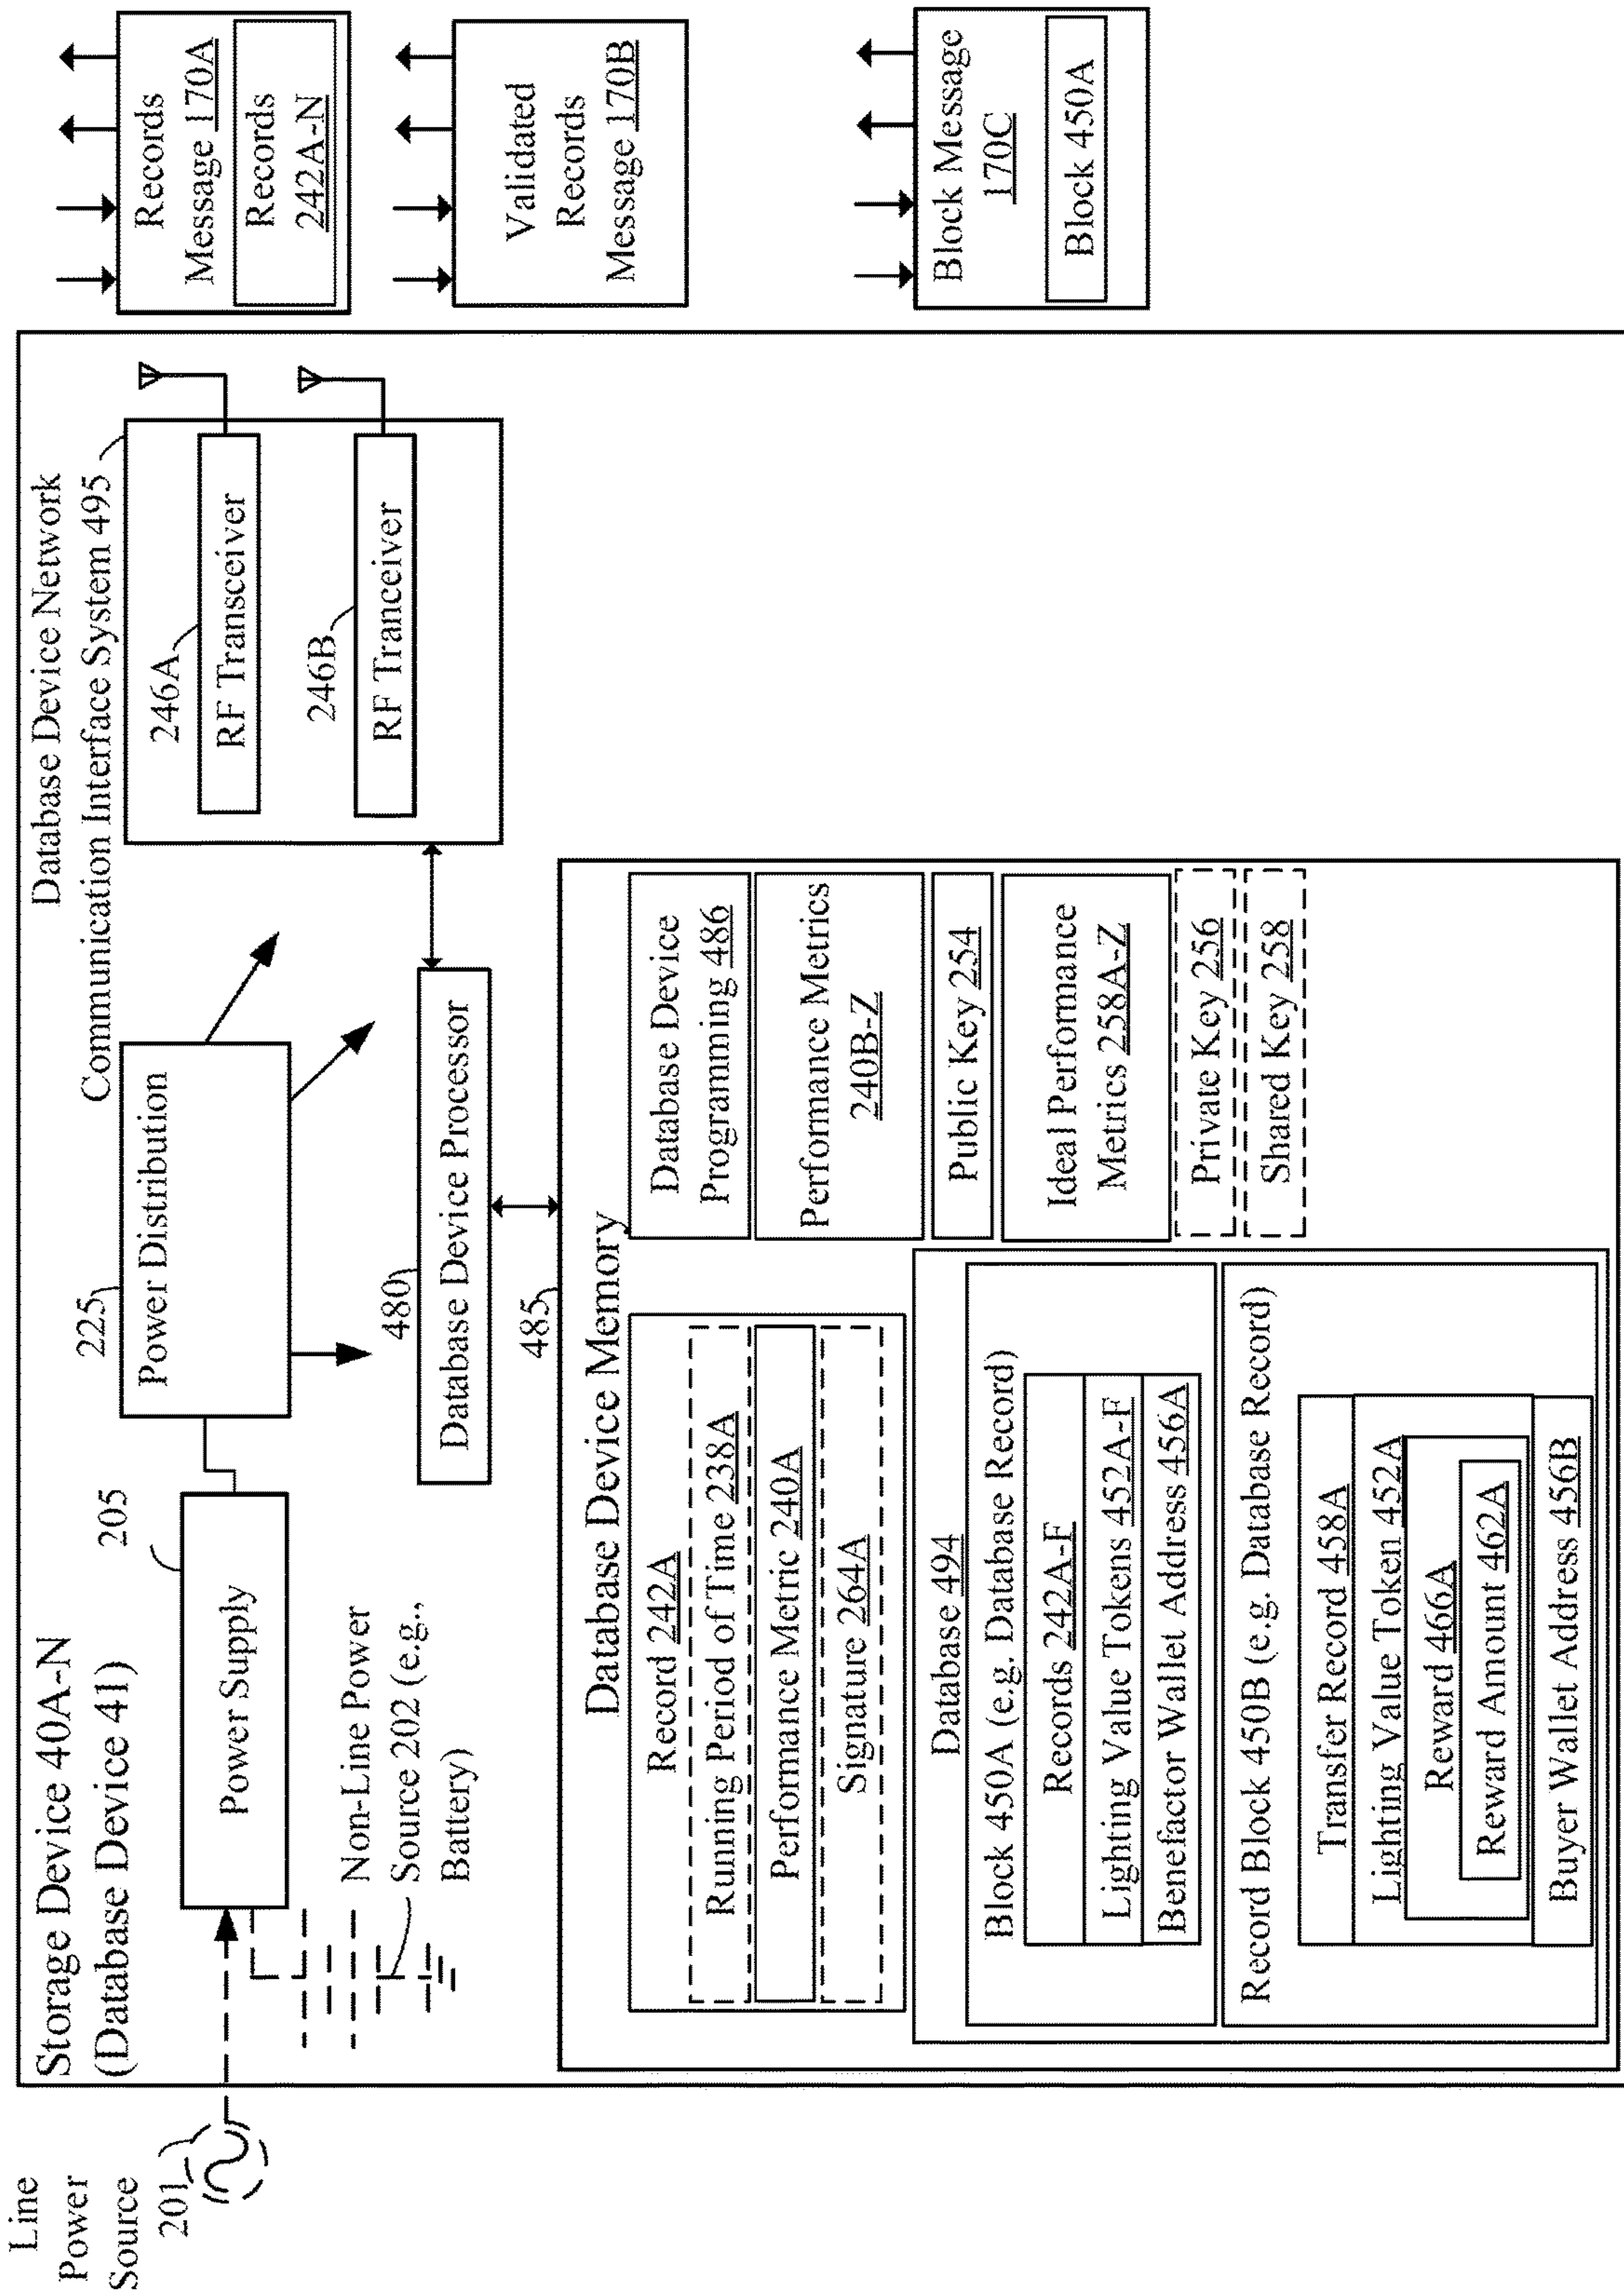 Line
Power
Source
201
Storage Device 40A-N
(Database Device 41)
205
Power Supply
Non-Line Power
Source 202 (e.g.,
Battery)
225
Power Distribution
Database Device Network
Communication Interface System 495
246A
RF Transceiver
246B
RF Tranceiver
480
Database Device Processor
485
Database Device Memory
Record 242A
Running Period of Time 238A
Performance Metric 240A
Signature 264A
Database Device
Programming 486
Performance Metrics
240B-Z
Public Key 254
Ideal Performance
Metrics 258A-Z
Private Key 256
Shared Key 258
Database 494
Block 450A (e.g. Database Record)
Records 242A-F
Lighting Value Tokens 452A-F
Benefactor Wallet Address 456A
Record Block 450B (e.g. Database Record)
Transfer Record 458A
Lighting Value Token 452A
Reward 466A
Reward Amount 462A
Buyer Wallet Address 456B
Records
Message 170A
Records
242A-N
Validated
Records
Message 170B
Block Message
170C
Block 450A